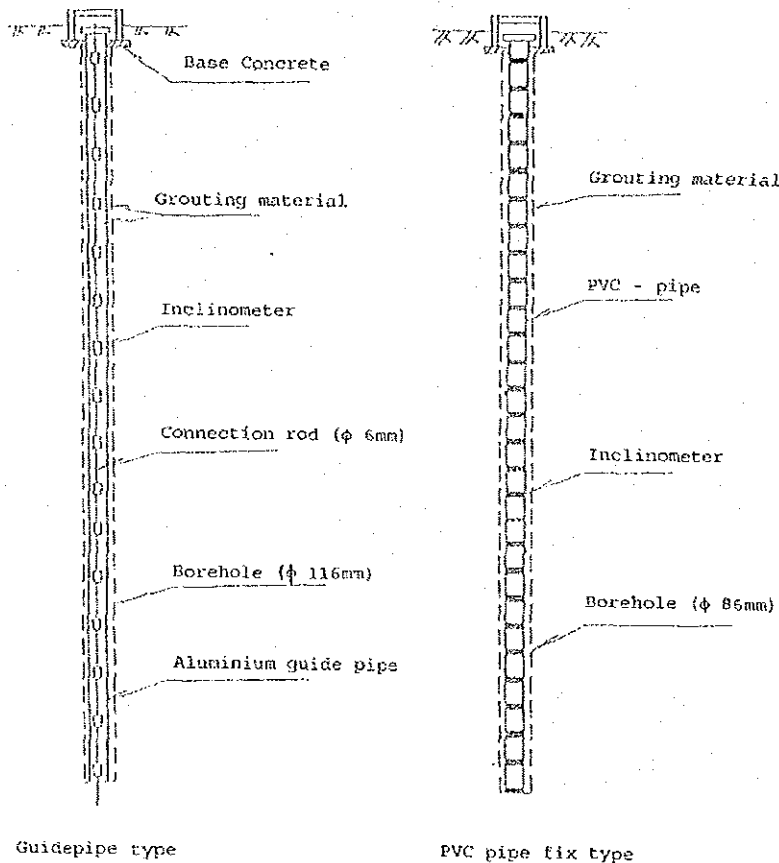 Base Concrete
Grouting material
Inclinometer
Connection rod (ϕ 6mm)
Borehole (ϕ 116mm)
Aluminium guide pipe
Guidepipe type
Grouting material
PVC - pipe
Inclinometer
Borehole (ϕ 86mm)
PVC pipe fix type